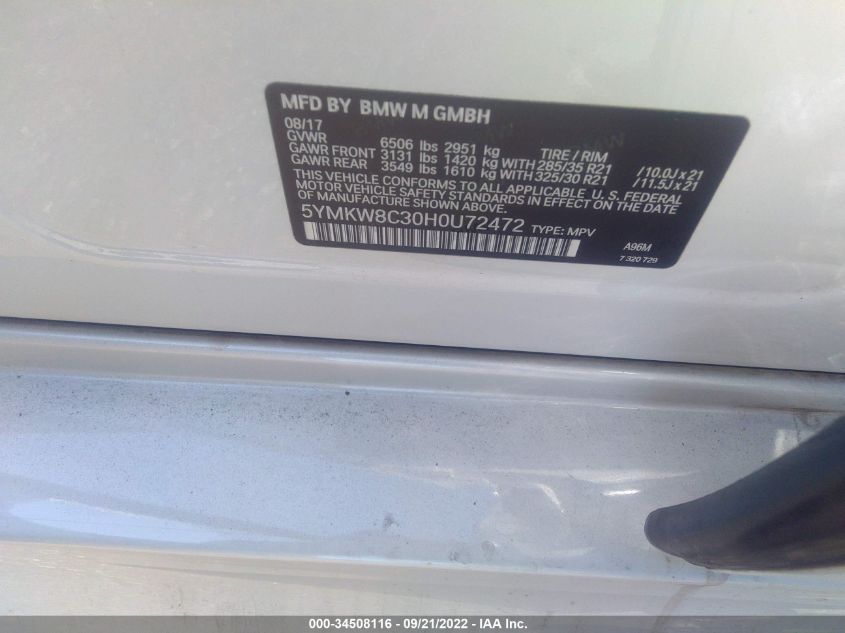 MFD BY BMW M GMBH
08/17
GVWR 6506 lbs 2951 kg TIRE / RIM
GAWR FRONT 3131 lbs 1420 kg WITH 285/35 R21 /10.0J x 21
GAWR REAR 3549 lbs 1610 kg WITH 325/30 R21 /11.5J x 21
THIS VEHICLE CONFORMS TO ALL APPLICABLE U.S. FEDERAL
MOTOR VEHICLE SAFETY STANDARDS IN EFFECT ON THE DATE
OF MANUFACTURE SHOWN ABOVE.
5YMKW8C30H0U72472 TYPE: MPV
A96M
7 320 729
000-34508116 - 09/21/2022 - IAA Inc.